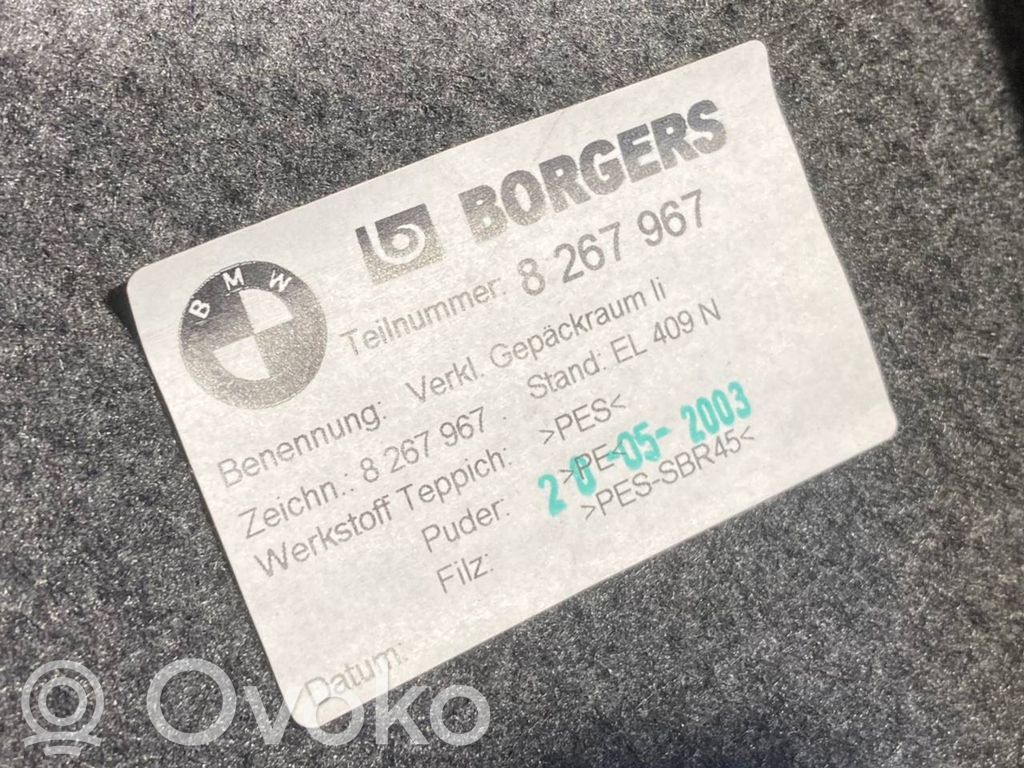 BORGERS
BMW
Teilnummer: 8 267 967
Benennung: Verkl. Gepäckraum li
Zeichn.: 8 267 967 . Stand: EL 409 N
Werkstoff Teppich: >PES<
Puder: >PE<
20-05-2003
Filz: >PES-SBR45<
Datum:
Ovoko